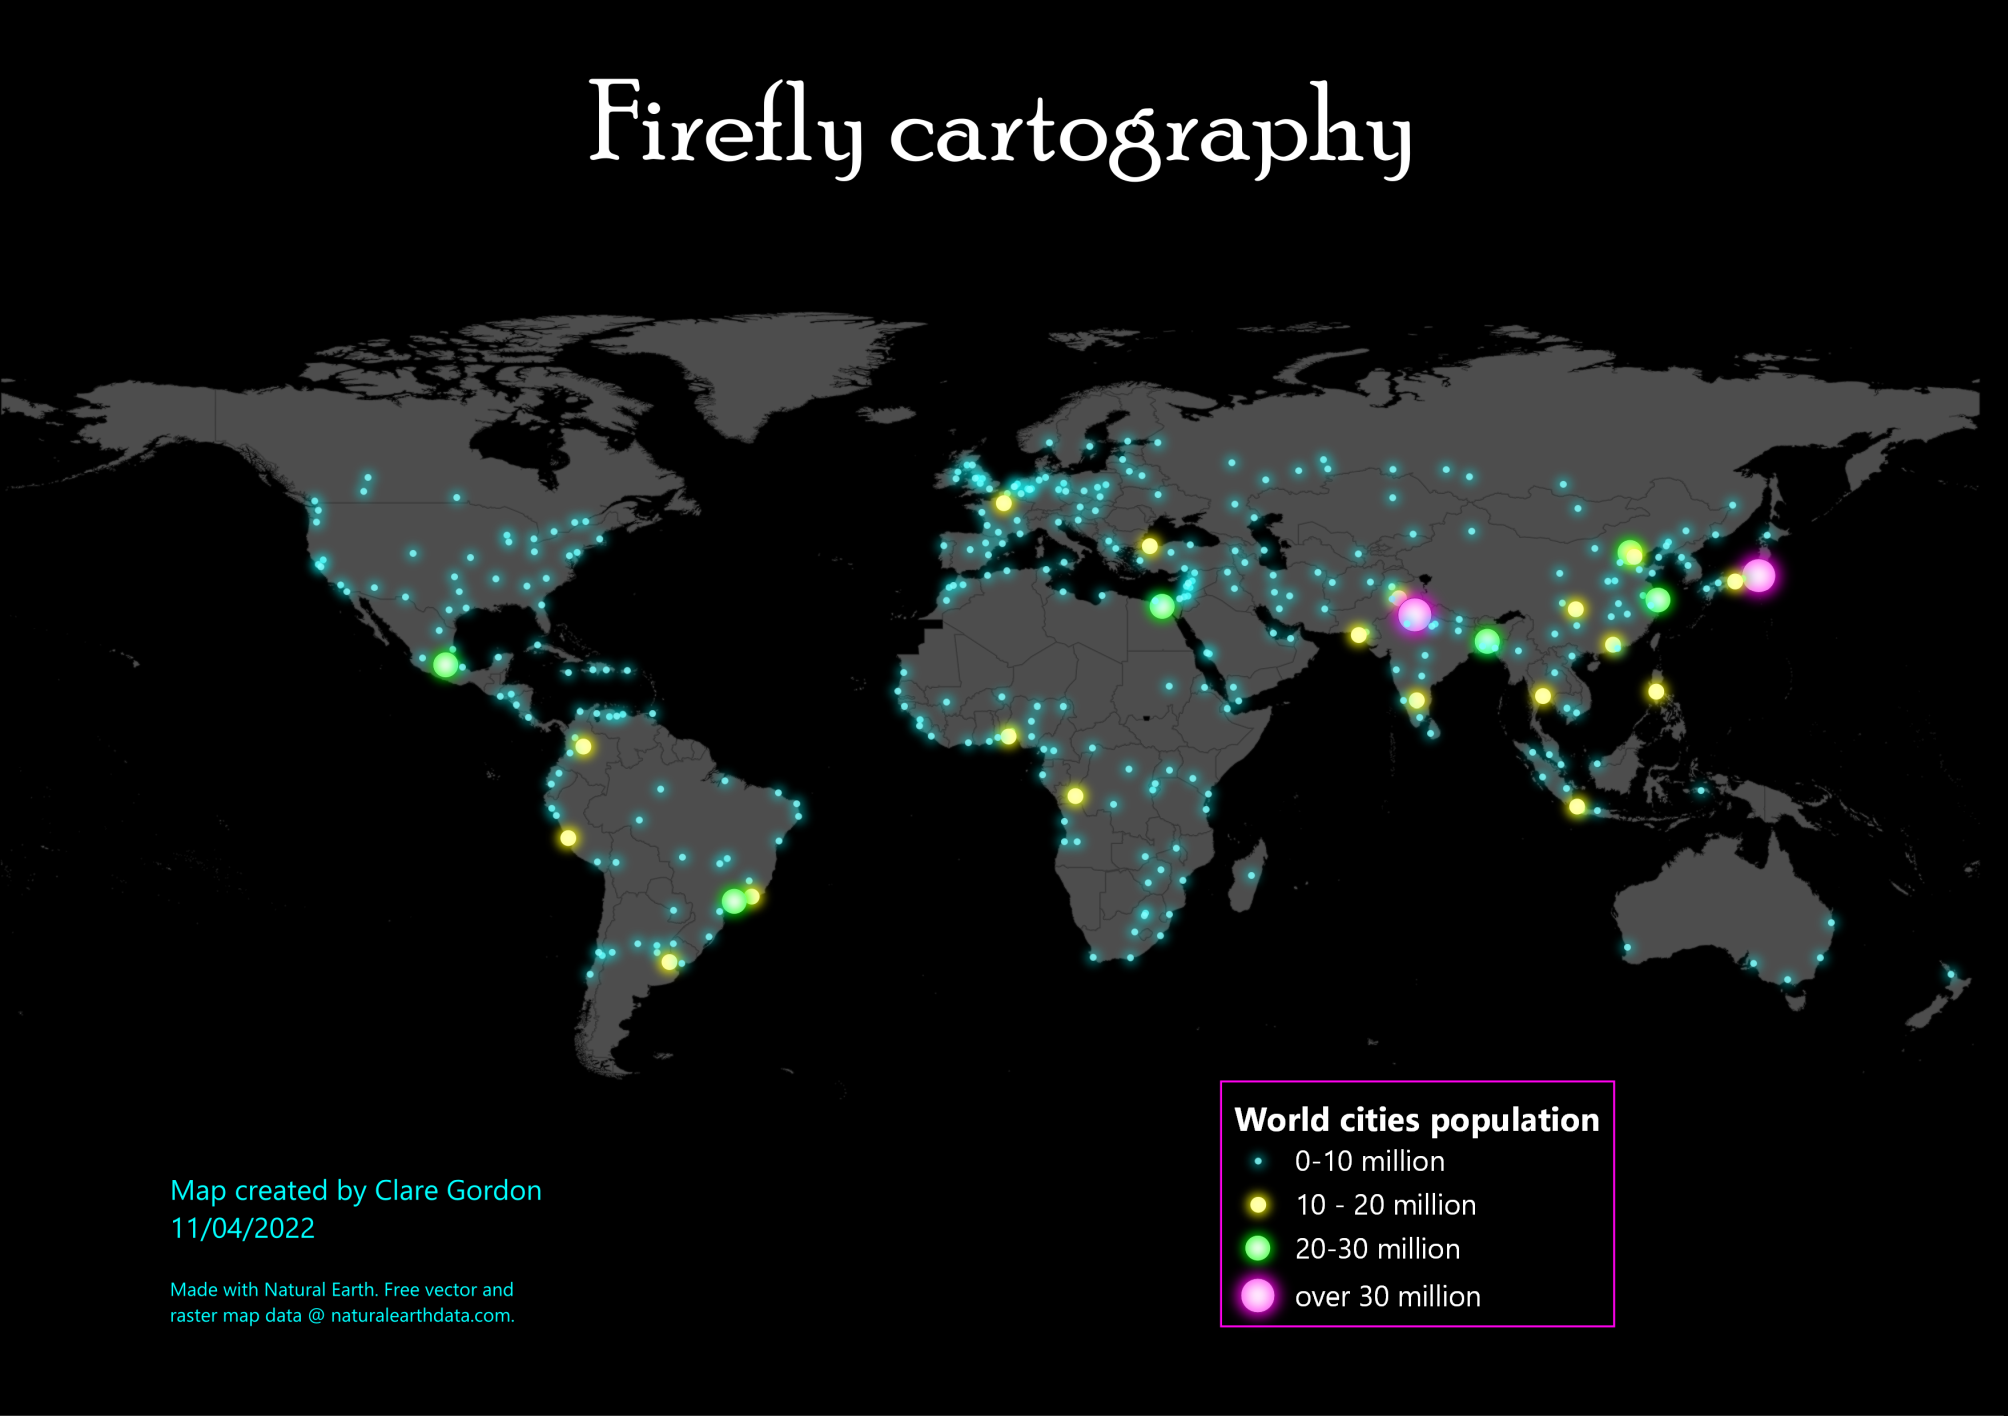 Firefly cartography
World cities population
0-10 million
10 - 20 million
20-30 million
over 30 million
Map created by Clare Gordon
11/04/2022
Made with Natural Earth. Free vector and
raster map data @ naturalearthdata.com.